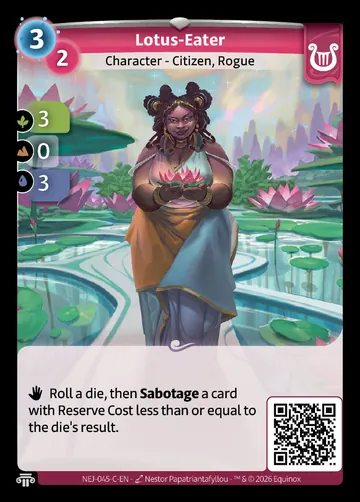 3
Lotus-Eater
2
Character - Citizen, Rogue
3
0
3
Roll a die, then Sabotage a card
with Reserve Cost less than or equal to
the die's result.
NEJ-045-C-EN - Nestor Papatriantafyllou - ™ & © 2026 Equinox